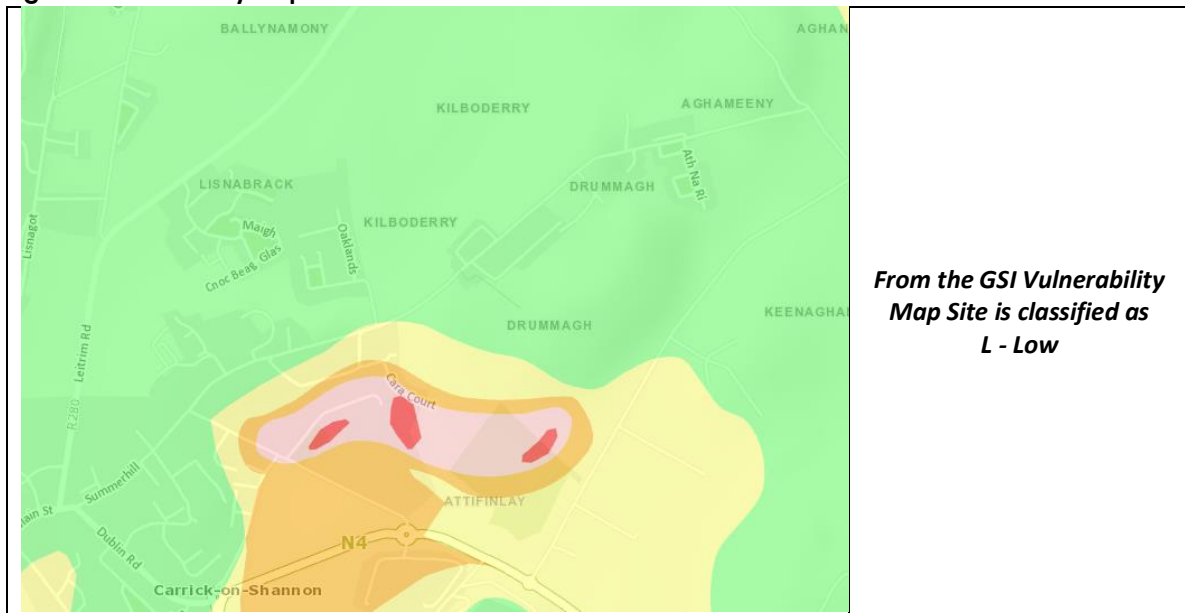 BALLYNAMONY
AGHAN
KILBODERRY
AGHAMEENY
Ath Na Ri
LISNABRACK
DRUMMAGH
Lisnagot
Maigh
KILBODERRY
Oaklands
Cnoc Beag Glas
DRUMMAGH
KEENAGHAN
Leitrim Rd
R280
Cara Court
Summerhill
ATTIFINLAY
ain St
Dublin Rd
N4
Carrick-on-Shannon
From the GSI Vulnerability
Map Site is classified as
L - Low